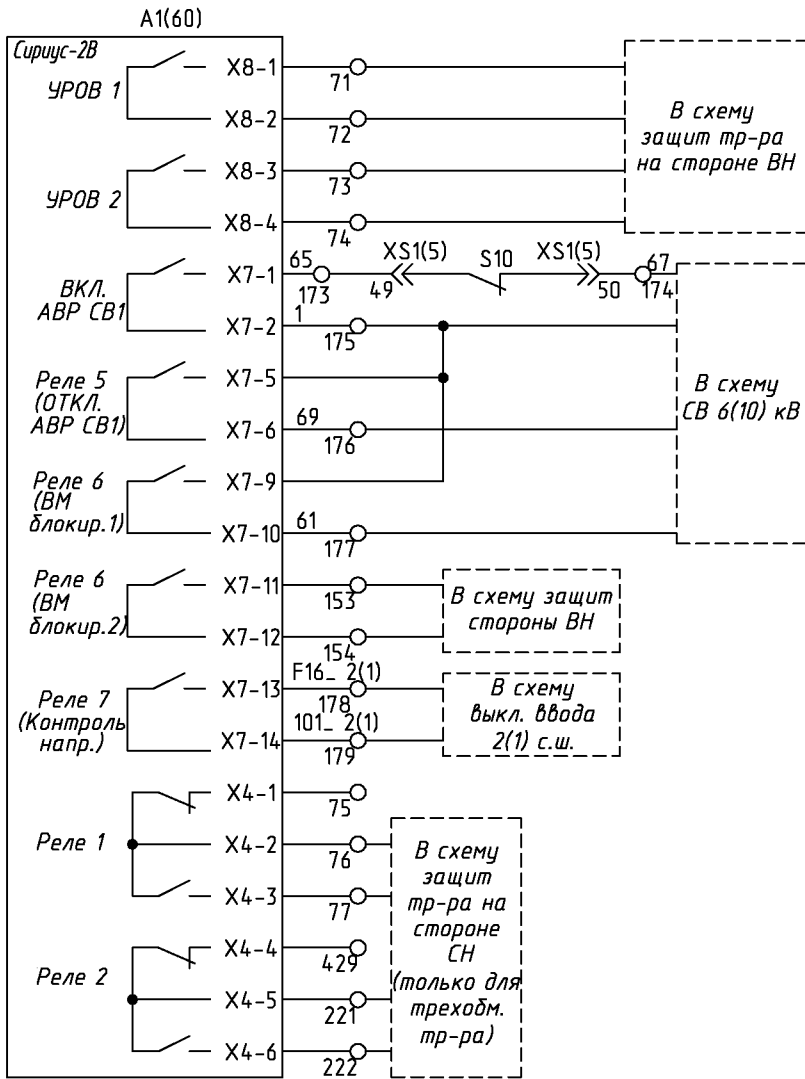 А1(60)
Сириус-2В
УРОВ 1
X8-1
71
X8-2
72
УРОВ 2
X8-3
73
X8-4
74
В схему
защит тр-ра
на стороне ВН
ВКЛ.
АВР СВ1
X7-1
65
173
XS1(5)
49
S10
XS1(5)
50
67
174
X7-2
1
175
Реле 5
(ОТКЛ.
АВР СВ1)
X7-5
X7-6
69
176
Реле 6
(ВМ
блокир.1)
X7-9
X7-10
61
177
В схему
СВ 6(10) кВ
Реле 6
(ВМ
блокир.2)
X7-11
153
X7-12
154
В схему защит
стороны ВН
Реле 7
(Контроль
напр.)
X7-13
F16_ 2(1)
178
X7-14
101_ 2(1)
179
В схему
выкл. ввода
2(1) с.ш.
Реле 1
X4-1
75
X4-2
76
X4-3
77
Реле 2
X4-4
429
X4-5
221
X4-6
222
В схему
защит
тр-ра на
стороне
СН
(только для
трехобм.
тр-ра)